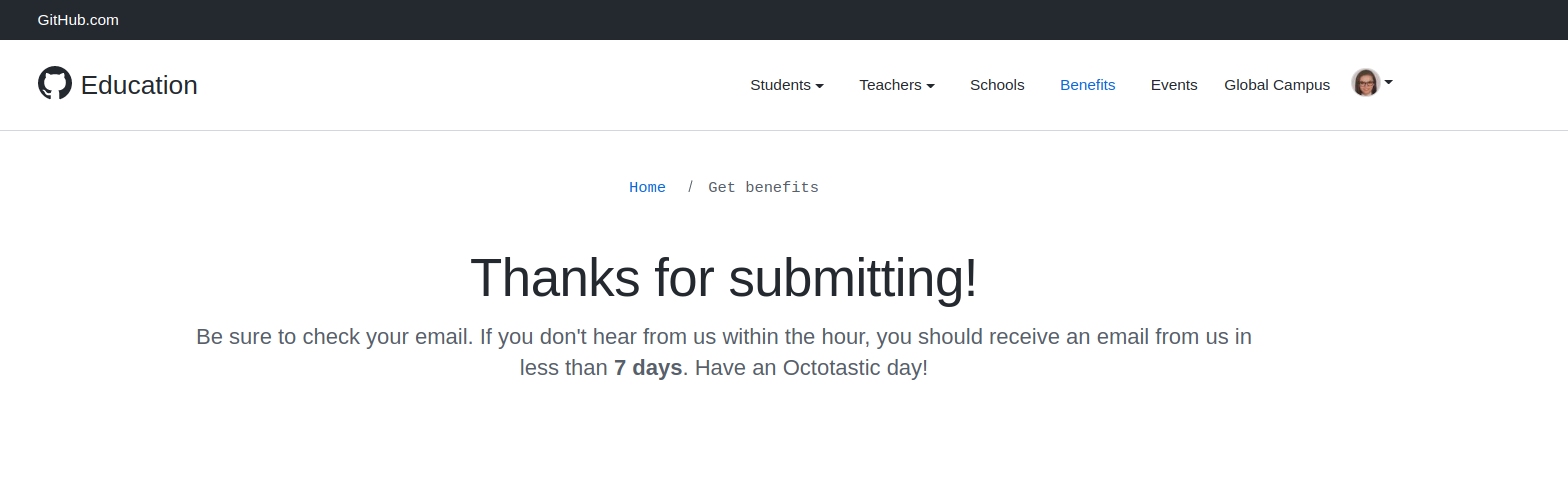 GitHub.com
Education
Students Teachers Schools Benefits Events Global Campus
Home / Get benefits
Thanks for submitting!
Be sure to check your email. If you don't hear from us within the hour, you should receive an email from us in
less than 7 days. Have an Octotastic day!